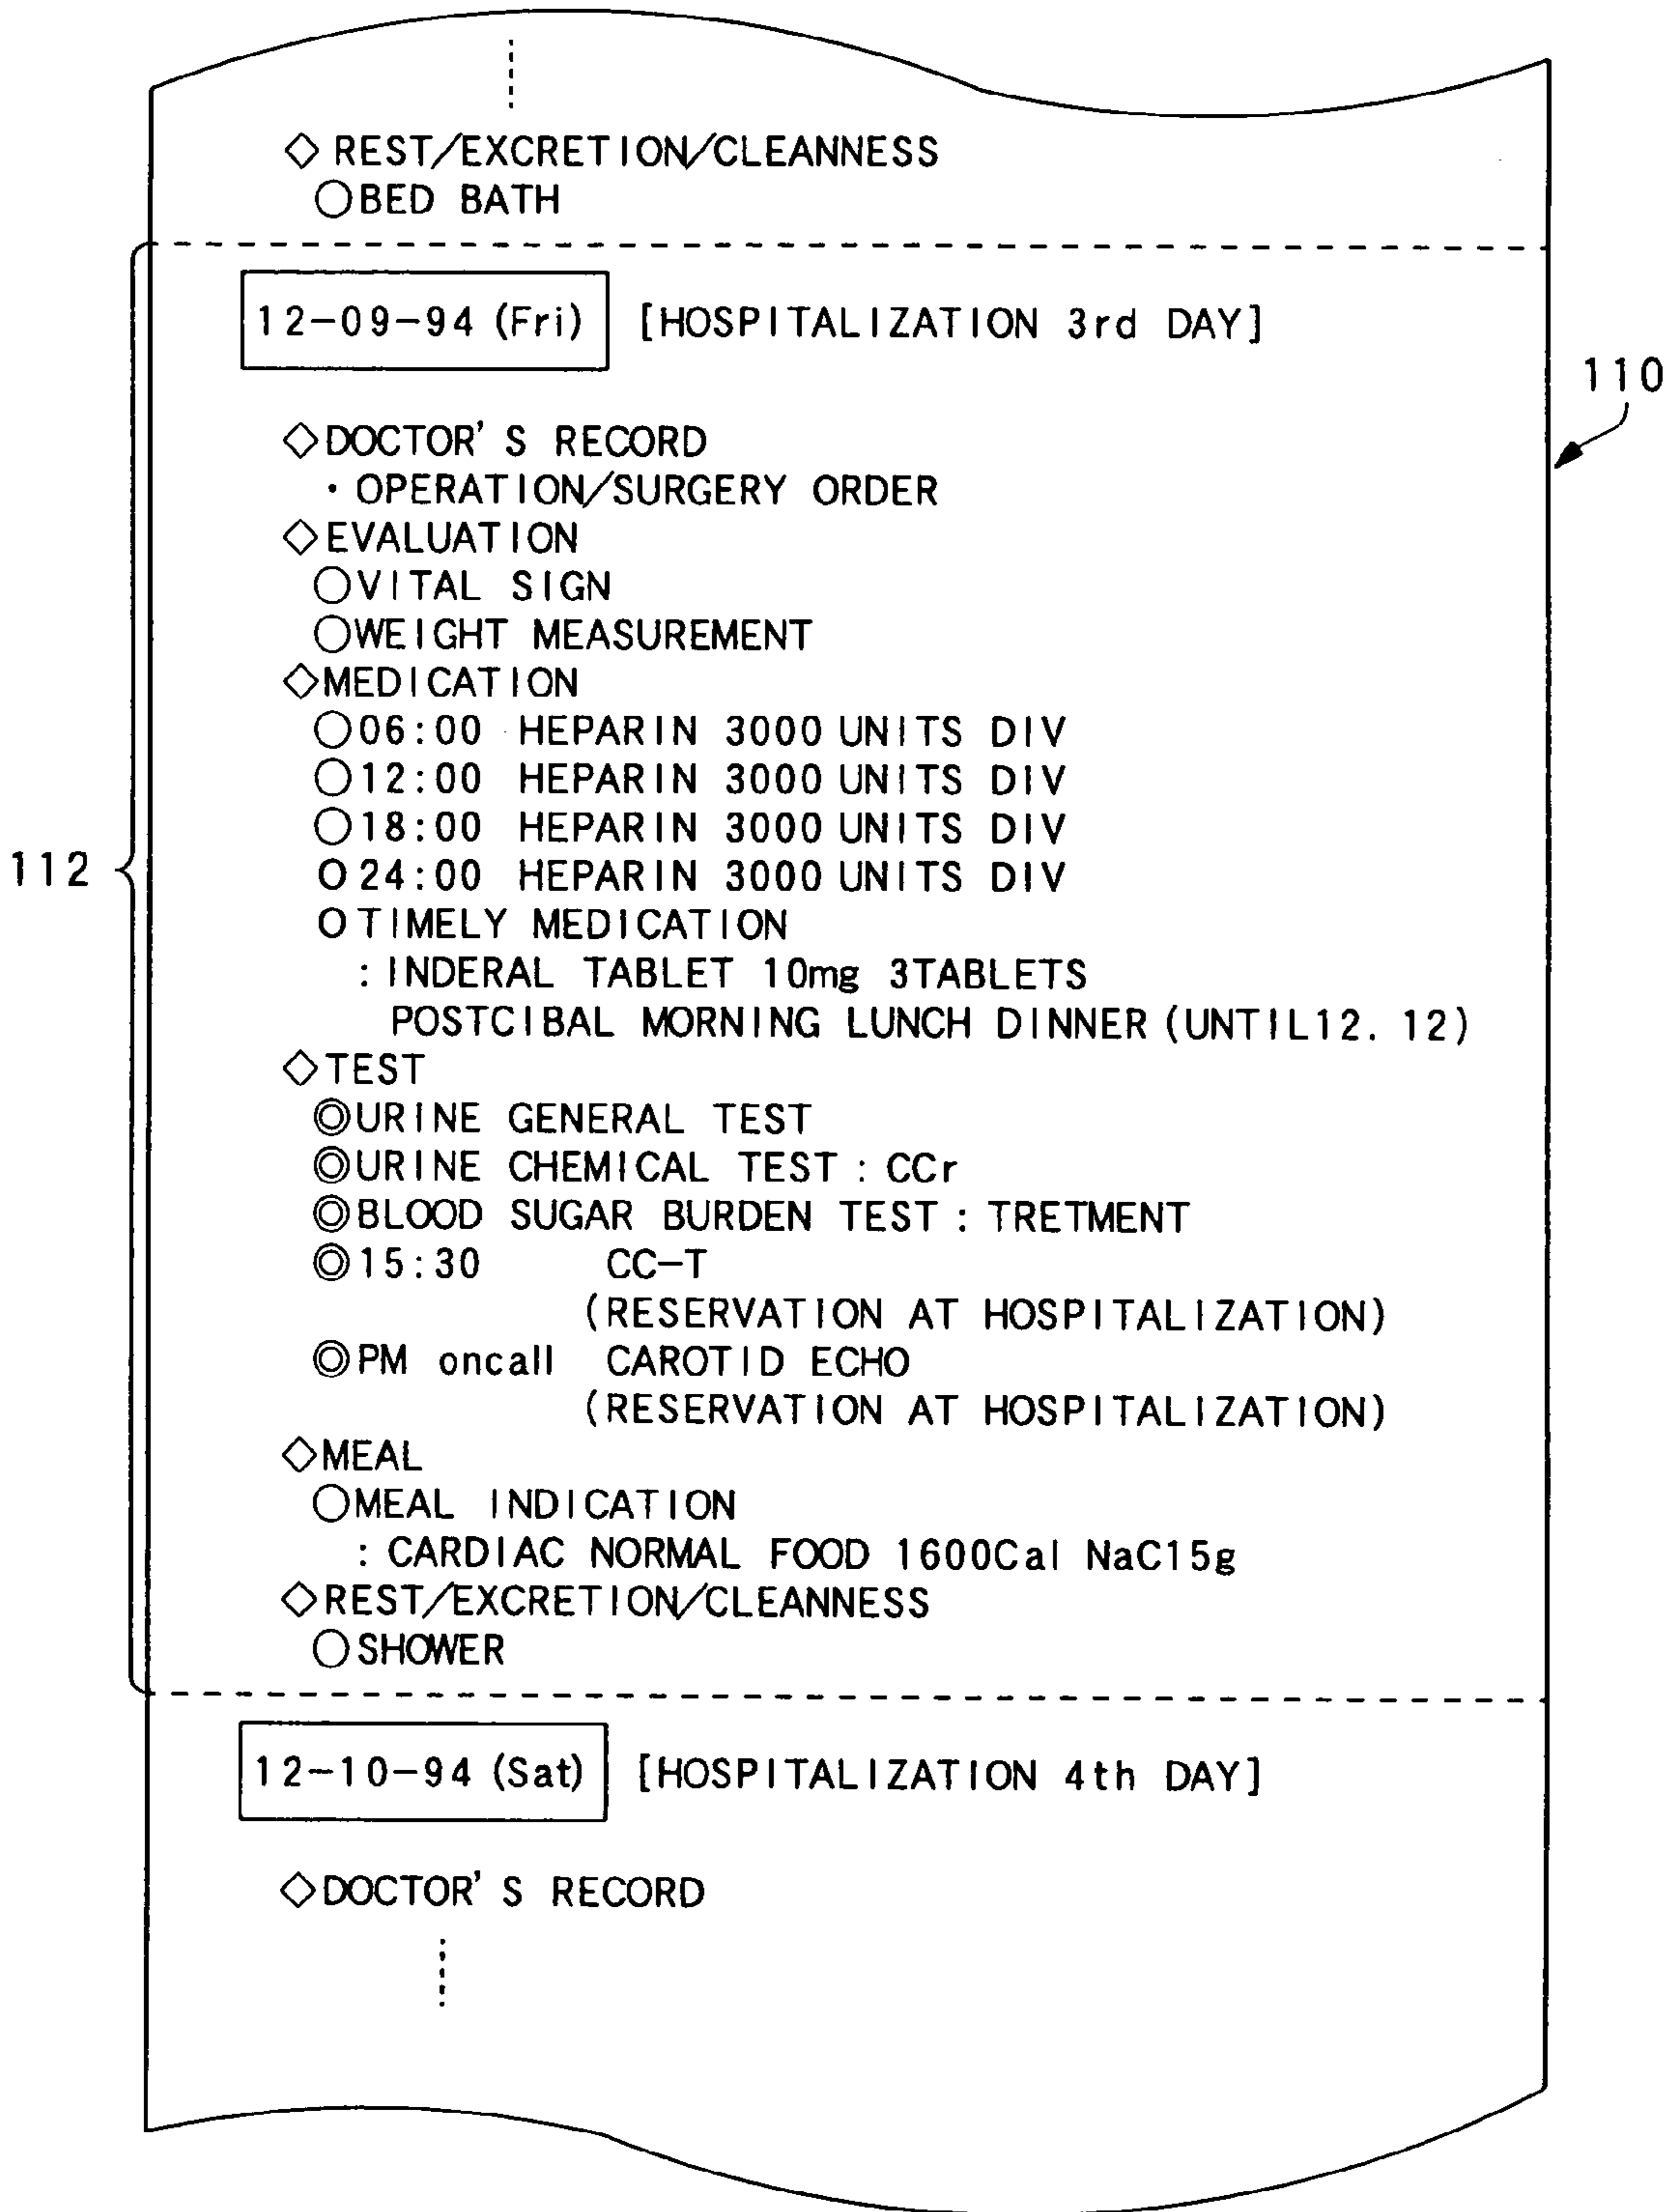 ◇ REST/EXCRETION/CLEANNESS
○BED BATH
12-09-94 (Fri) [HOSPITALIZATION 3rd DAY]
110
◇DOCTOR'S RECORD
・OPERATION/SURGERY ORDER
◇EVALUATION
○VITAL SIGN
○WEIGHT MEASUREMENT
◇MEDICATION
○06:00 HEPARIN 3000 UNITS DIV
○12:00 HEPARIN 3000 UNITS DIV
○18:00 HEPARIN 3000 UNITS DIV
112
○24:00 HEPARIN 3000 UNITS DIV
○TIMELY MEDICATION
: INDERAL TABLET 10mg 3TABLETS
POSTCIBAL MORNING LUNCH DINNER (UNTIL12. 12)
◇TEST
◎URINE GENERAL TEST
◎URINE CHEMICAL TEST : CCr
◎BLOOD SUGAR BURDEN TEST : TRETMENT
◎15:30 CC-T
(RESERVATION AT HOSPITALIZATION)
◎PM oncall CAROTID ECHO
(RESERVATION AT HOSPITALIZATION)
◇MEAL
○MEAL INDICATION
: CARDIAC NORMAL FOOD 1600Cal NaC15g
◇REST/EXCRETION/CLEANNESS
○SHOWER
12-10-94 (Sat) [HOSPITALIZATION 4th DAY]
◇DOCTOR'S RECORD